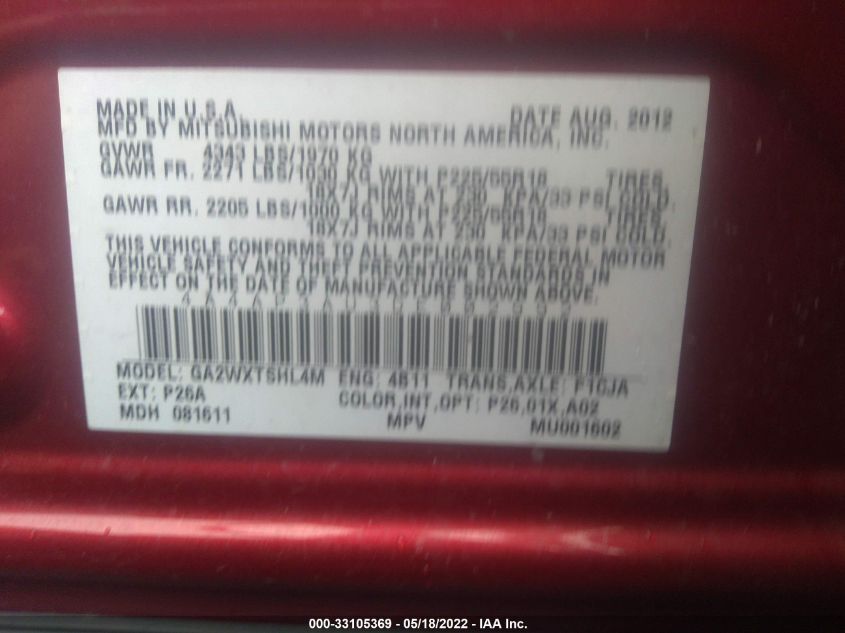 MADE IN U.S.A. DATE AUG. 2012
MFD BY MITSUBISHI MOTORS NORTH AMERICA, INC.
GVWR 4343 LBS/1970 KG
GAWR FR. 2271 LBS/1030 KG WITH P225/55R18 TIRES,
18X7J RIMS AT 230 KPA/33 PSI COLD.
GAWR RR. 2205 LBS/1000 KG WITH P225/55R18 TIRES,
18X7J RIMS AT 230 KPA/33 PSI COLD.
THIS VEHICLE CONFORMS TO ALL APPLICABLE FEDERAL MOTOR
VEHICLE SAFETY AND THEFT PREVENTION STANDARDS IN
EFFECT ON THE DATE OF MANUFACTURE SHOWN ABOVE.
MODEL: GA2WXTSHL4M ENG: 4B11 TRANS,AXLE: F1CJA
EXT: P26A COLOR,INT,OPT: P26,01X,A02
MDH 081611 MPV MU001602
000-33105369 - 05/18/2022 - IAA Inc.